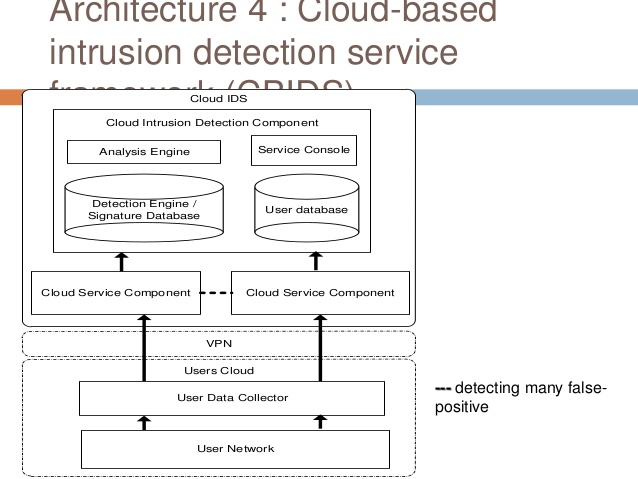 Architecture 4 : Cloud-based
intrusion detection service
framework (CBIDS)
Cloud IDS
Cloud Intrusion Detection Component
Analysis Engine
Service Console
Detection Engine /
Signature Database
User database
Cloud Service Component
Cloud Service Component
VPN
Users Cloud
User Data Collector
User Network
--- detecting many false-
positive